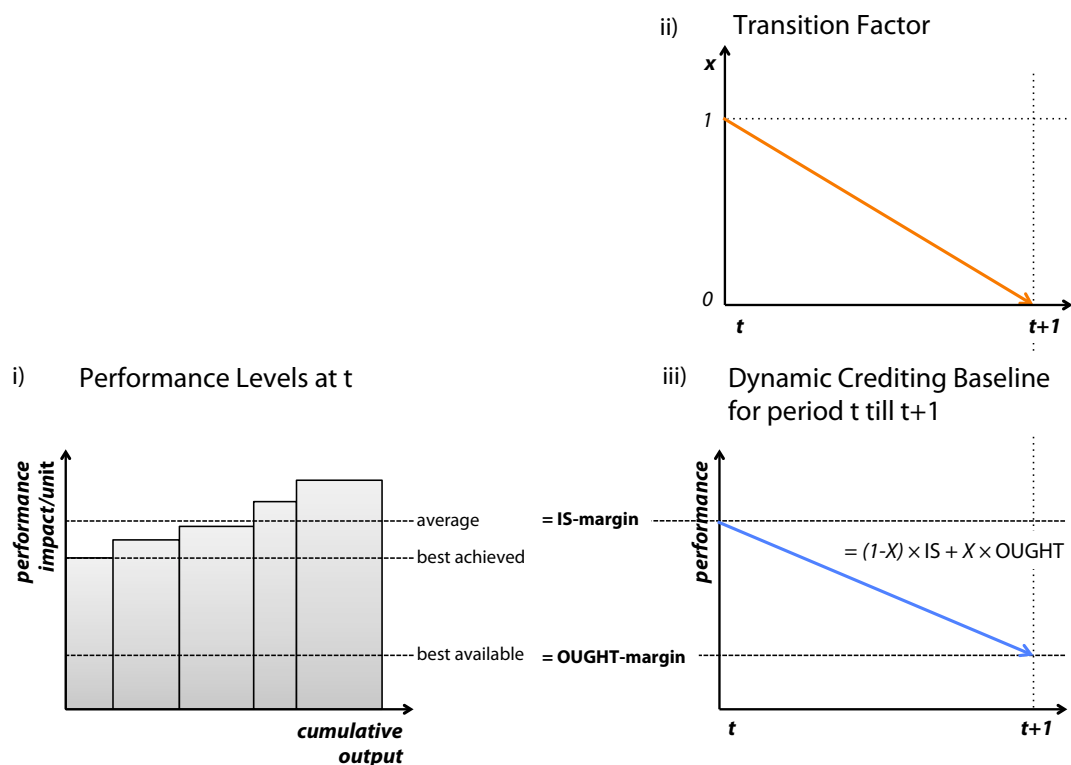 ii) Transition Factor
x
1
0
t
t+1
i) Performance Levels at t
performance
impact/unit
average
best achieved
best available
cumulative
output
= IS-margin
= OUGHT-margin
iii) Dynamic Crediting Baseline
for period t till t+1
performance
= (1-X) × IS + X × OUGHT
t
t+1